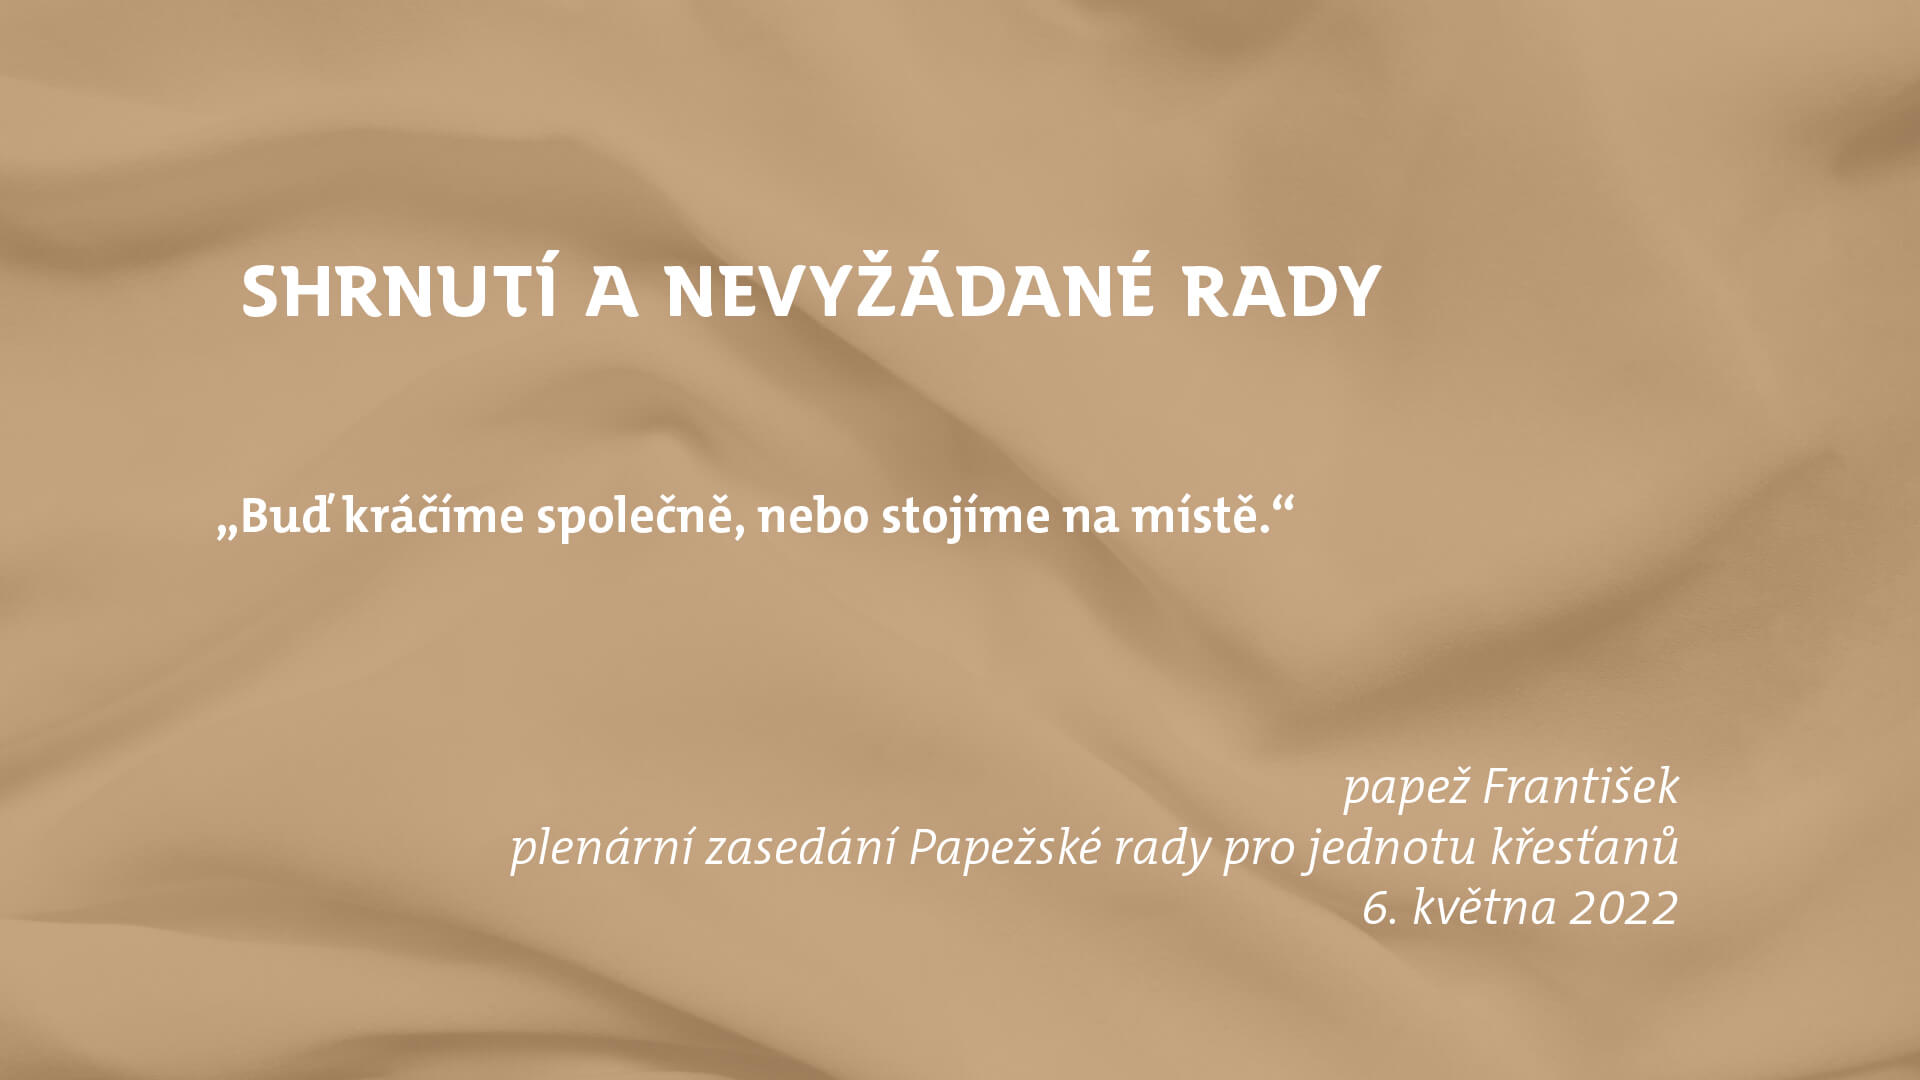 SHRNUTÍ A NEVYŽÁDANÉ RADY
„Buď kráčíme společně, nebo stojíme na místě.“
papež František
plenární zasedání Papežské rady pro jednotu křesťanů
6. května 2022